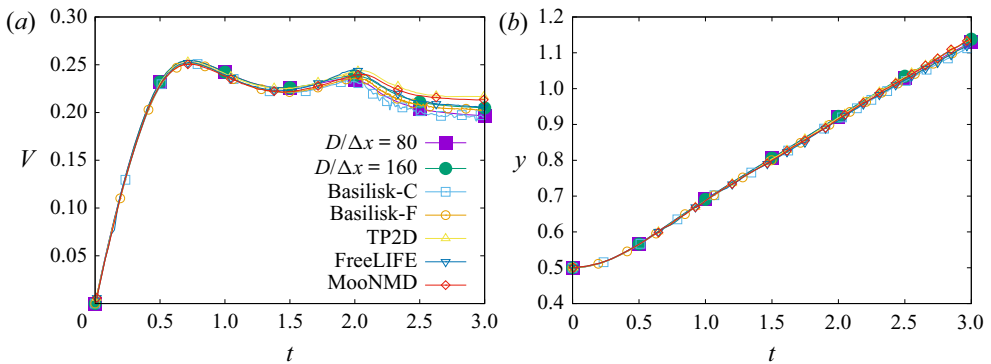 (a)
0.30
0.25
0.20
V
0.15
0.10
0.05
0
0.5
1.0
1.5
2.0
2.5
3.0
t
D/Δx = 80
D/Δx = 160
Basilisk-C
Basilisk-F
TP2D
FreeLIFE
MooNMD
(b)
1.2
1.1
1.0
0.9
0.8
y
0.7
0.6
0.5
0.4
0
0.5
1.0
1.5
2.0
2.5
3.0
t